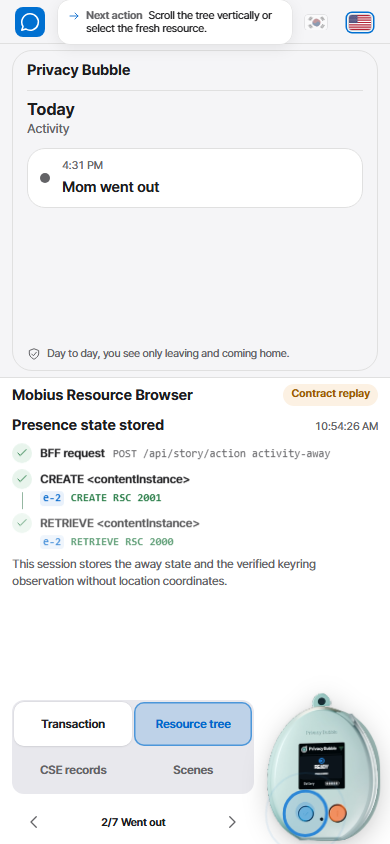 Next action Scroll the tree vertically or
select the fresh resource.
Privacy Bubble
Today
Activity
4:31 PM
Mom went out
Day to day, you see only leaving and coming home.
Mobius Resource Browser
Contract replay
Presence state stored
10:54:26 AM
BFF request POST /api/story/action activity-away
CREATE <contentInstance>
e-2 CREATE RSC 2001
RETRIEVE <contentInstance>
e-2 RETRIEVE RSC 2000
This session stores the away state and the verified keyring
observation without location coordinates.
Transaction
Resource tree
CSE records
Scenes
2/7 Went out
Privacy Bubble
PrivacyBubble